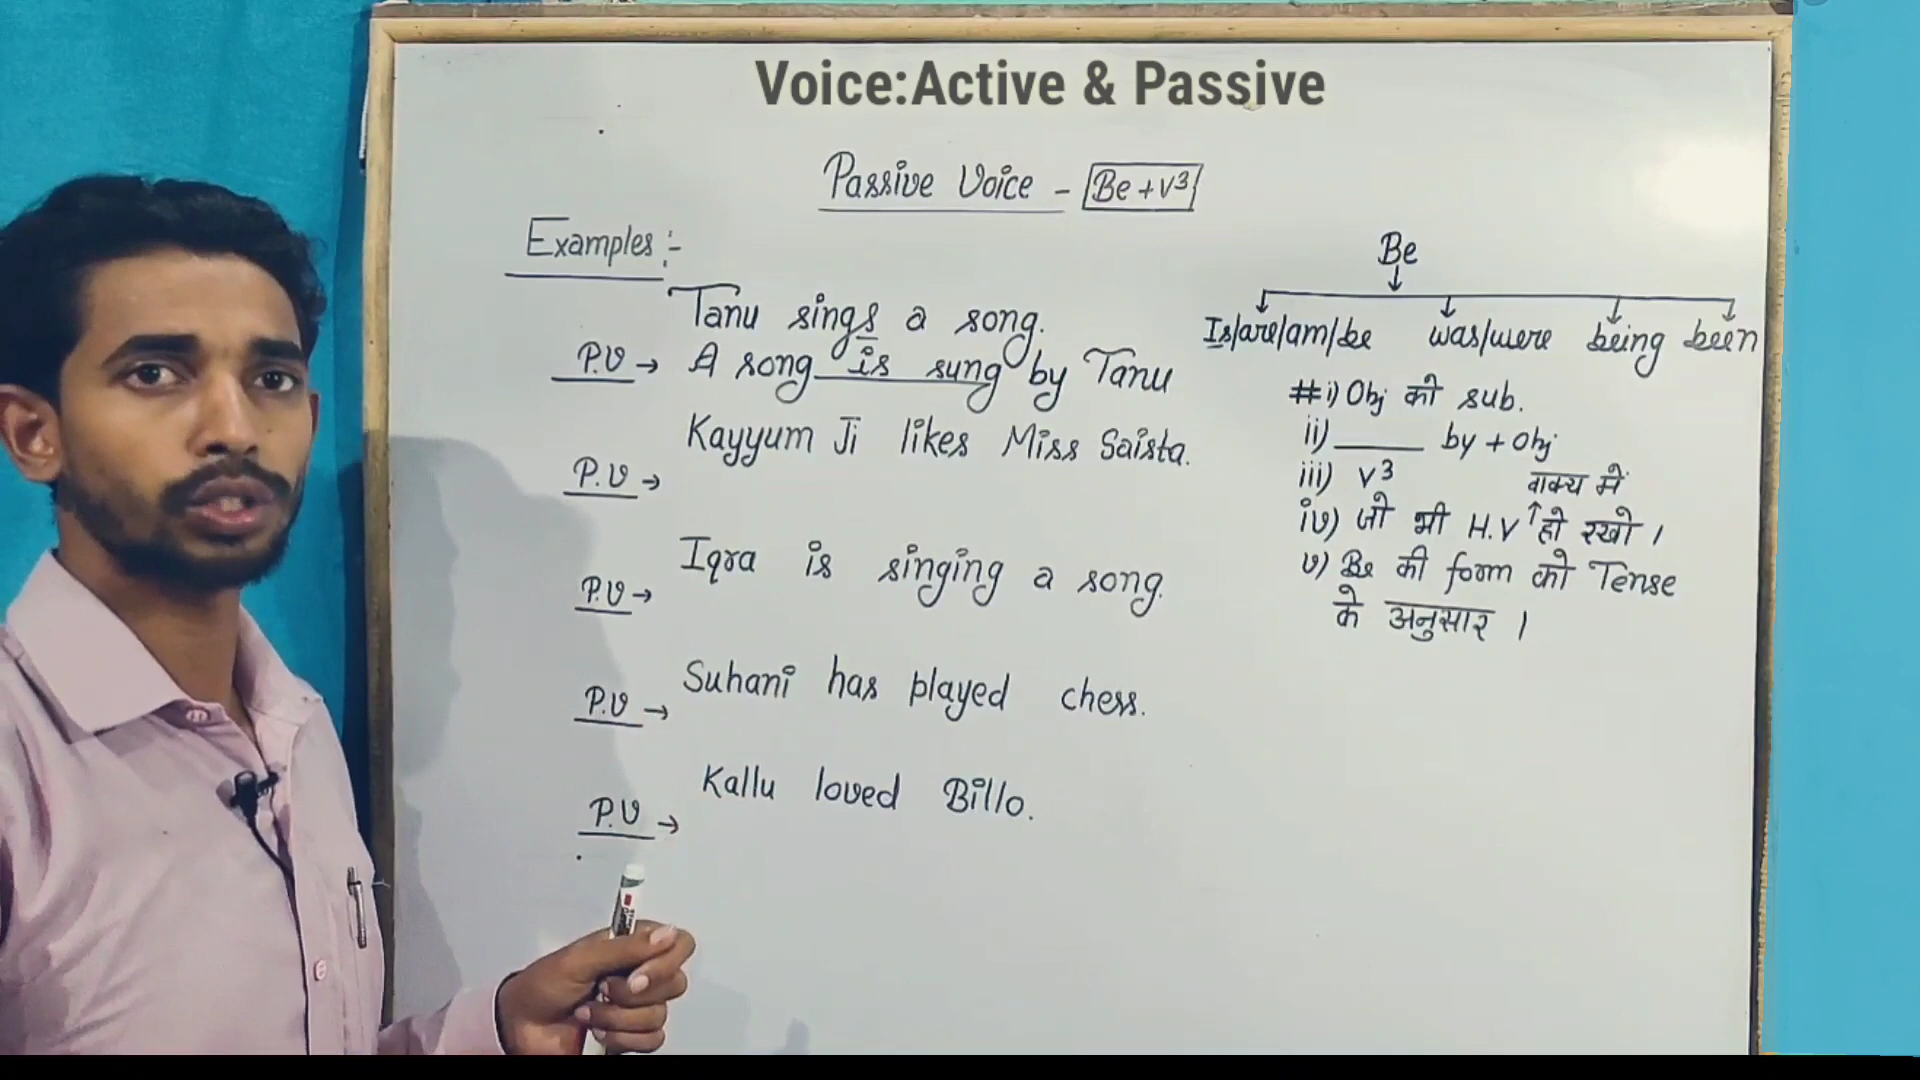 Voice:Active & Passive
Passive Voice - Be + V3
Examples :-
Tanu sings a song.
P.V → A song is sung by Tanu
Kayyum Ji likes Miss Saista.
P.V →
Iqra is singing a song.
P.V →
Suhani has played chess.
P.V →
Kallu loved Billo.
P.V →
Be
Is/are/am/be was/were being been
# i) Obj को sub.
ii) ____ by + Obj
iii) V3
वाक्य में
iv) जो भी H.V ↑ हो रखो ।
v) Be की form को Tense
के अनुसार ।